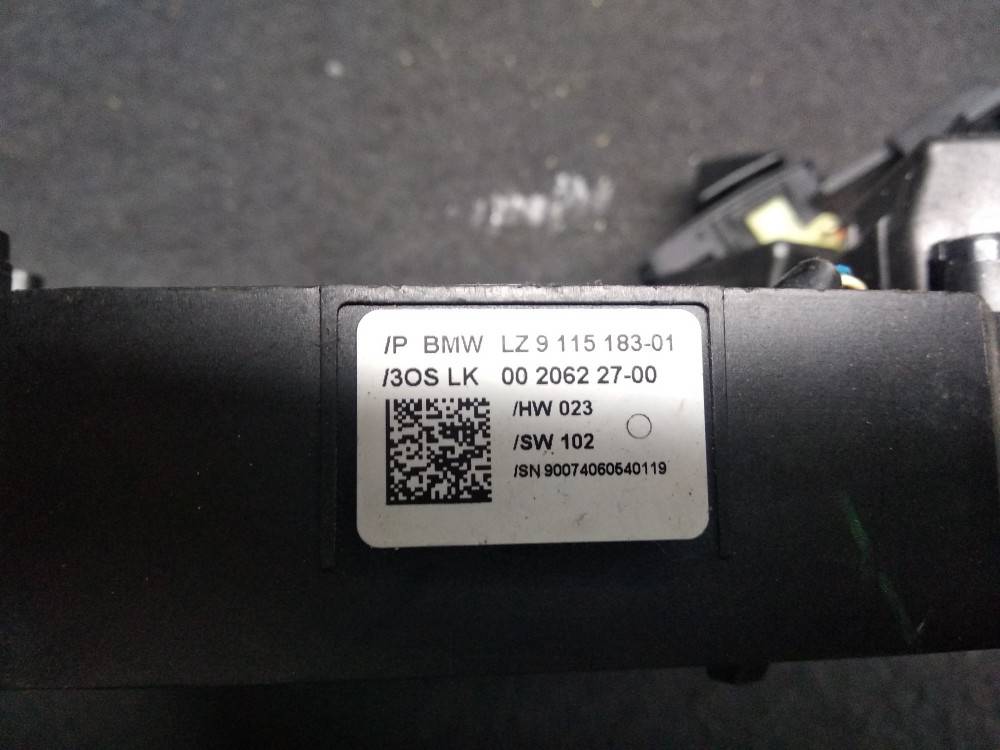 /P BMW LZ 9 115 183-01
/3OS LK 00 2062 27-00
/HW 023
/SW 102
/SN 90074060540119